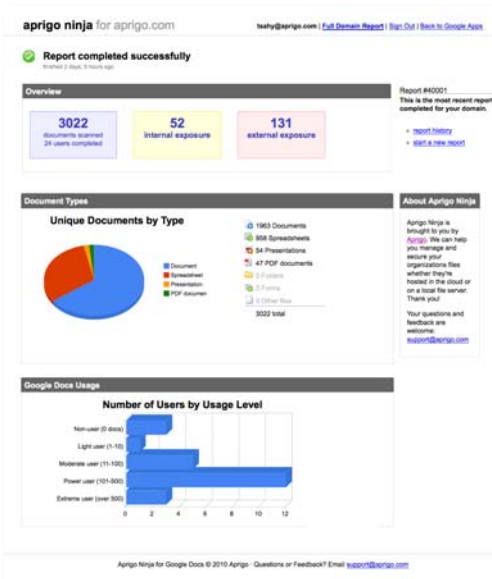 aprigo ninja for aprigo.com
tsahy@aprigo.com | Full Domain Report | Sign Out | Back to Google Apps
Report completed successfully
finished 2 days, 5 hours ago
Overview
3022
documents scanned
24 users completed
52
internal exposure
131
external exposure
Report #40001
This is the most recent report
completed for your domain.
report history
start a new report
Document Types
Unique Documents by Type
Document
Spreadsheet
Presentation
PDF documen
1963 Documents
958 Spreadsheets
54 Presentations
47 PDF documents
0 Folders
0 Forms
0 Other files
3022 total
About Aprigo Ninja
Aprigo Ninja is
brought to you by
Aprigo. We can help
you manage and
secure your
organizations files
whether they're
hosted in the cloud or
on a local file server.
Thank you!
Your questions and
feedback are
welcome:
support@aprigo.com
Google Docs Usage
Number of Users by Usage Level
Non-user (0 docs)
Light user (1-10)
Moderate user (11-100)
Power user (101-500)
Extreme user (over 500)
0 2 4 6 8 10 12
Aprigo Ninja for Google Docs © 2010 Aprigo - Questions or Feedback? Email support@aprigo.com